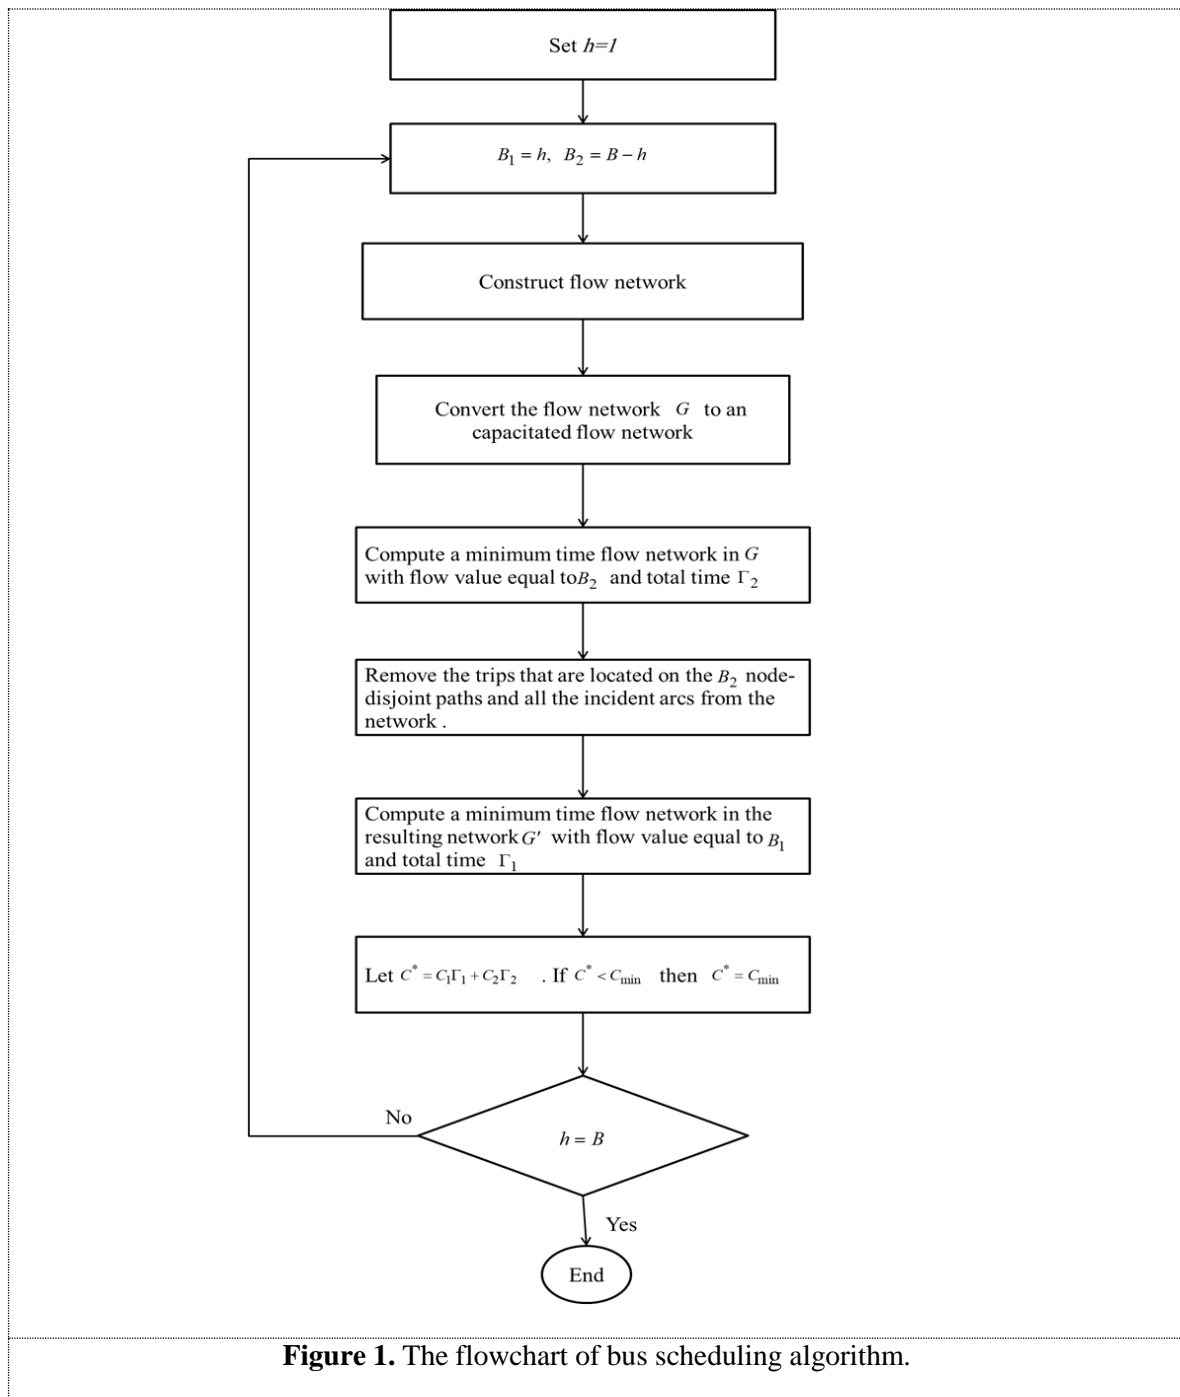 Set h=1
B₁ = h, B₂ = B − h
Construct flow network
Convert the flow network G to an
capacitated flow network
Compute a minimum time flow network in G
with flow value equal toB₂ and total time Γ₂
Remove the trips that are located on the B₂ node-
disjoint paths and all the incident arcs from the
network .
Compute a minimum time flow network in the
resulting network G′ with flow value equal to B₁
and total time Γ₁
Let C* = C₁Γ₁ + C₂Γ₂ . If C* < Cmin then C* = Cmin
No
h = B
Yes
End
Figure 1. The flowchart of bus scheduling algorithm.